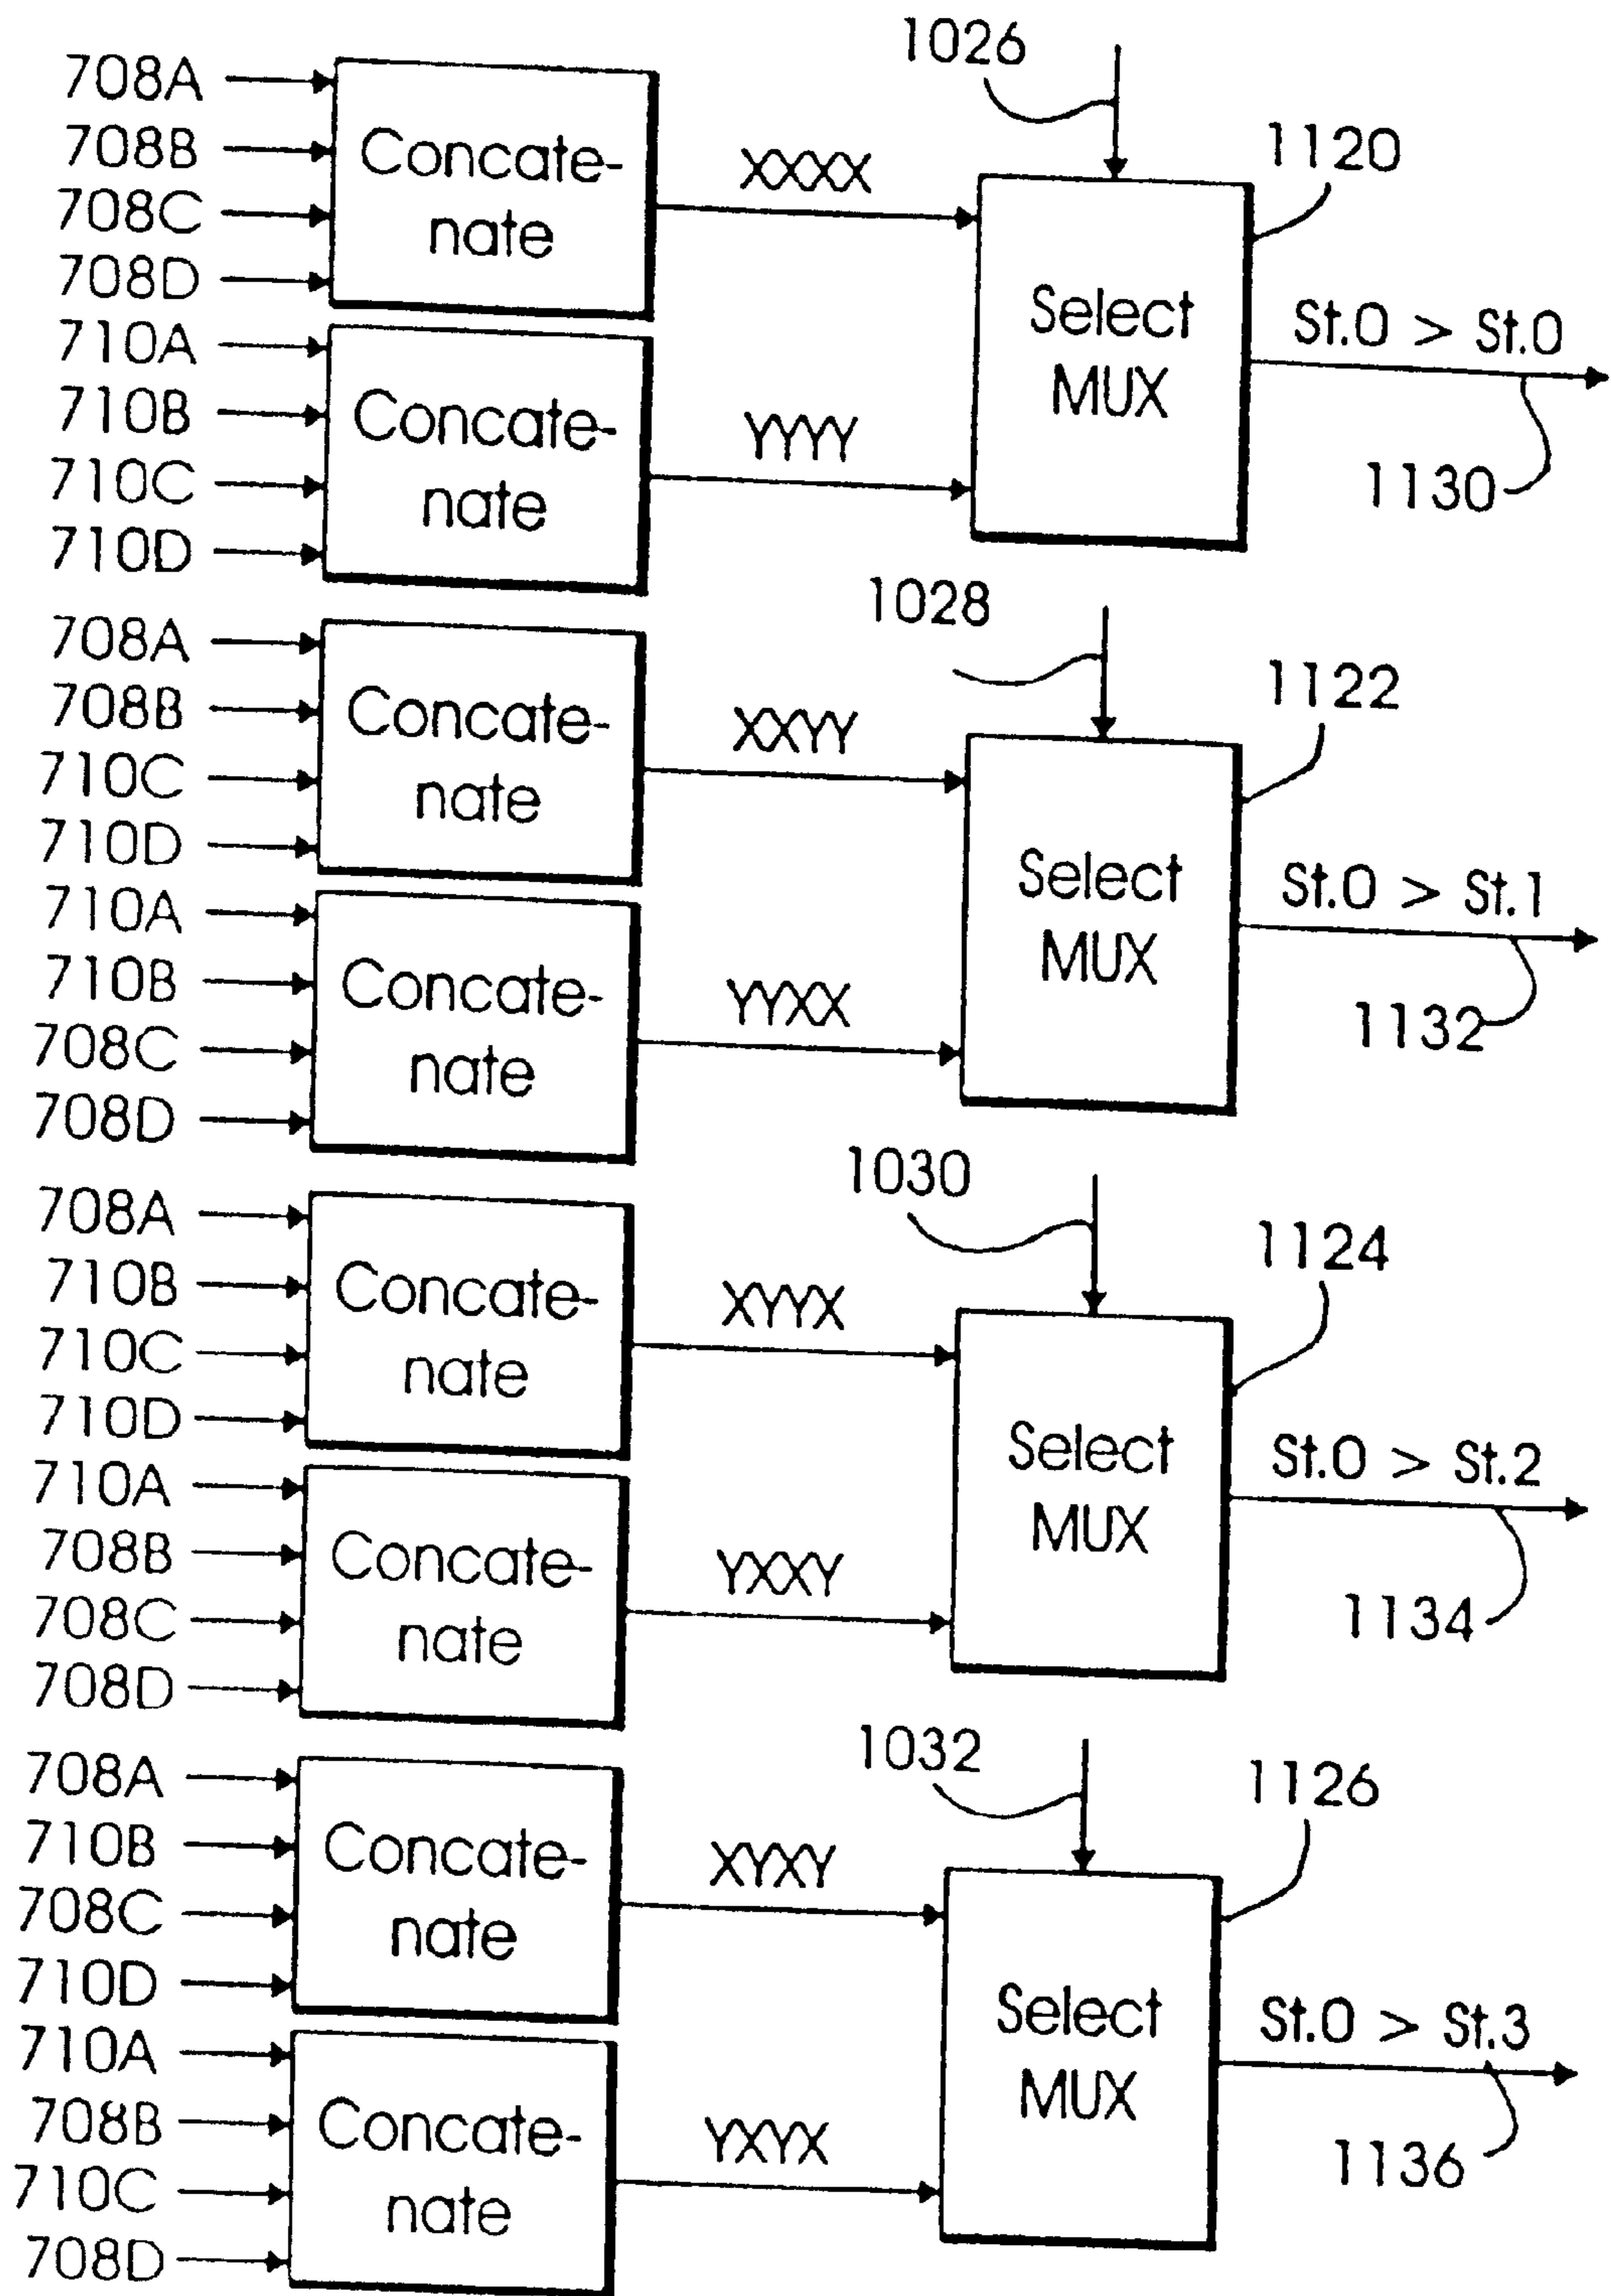 1026
708A
708B
708C
708D
Concate-
nate
XXXX
1120
Select
MUX
St.0 > St.0
1130
710A
710B
710C
710D
Concate-
nate
YYYY
1028
708A
708B
710C
710D
Concate-
nate
XXYY
1122
Select
MUX
St.0 > St.1
1132
710A
710B
708C
708D
Concate-
nate
YYXX
1030
708A
710B
710C
710D
Concate-
nate
XYYX
1124
Select
MUX
St.0 > St.2
1134
710A
708B
708C
708D
Concate-
nate
YXXY
1032
708A
710B
708C
710D
Concate-
nate
XYXY
1126
Select
MUX
St.0 > St.3
1136
710A
708B
710C
708D
Concate-
nate
YXYX